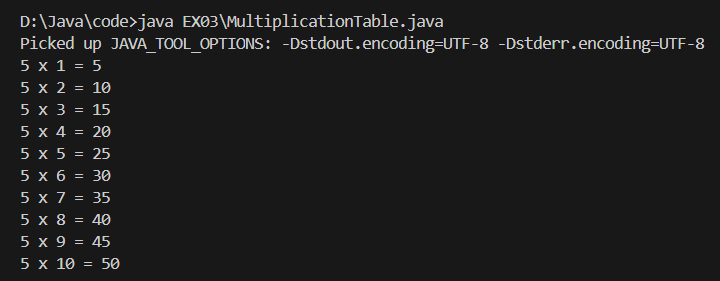 D:\Java\code>java EX03\MultiplicationTable.java
Picked up JAVA_TOOL_OPTIONS: -Dstdout.encoding=UTF-8 -Dstderr.encoding=UTF-8
5 x 1 = 5
5 x 2 = 10
5 x 3 = 15
5 x 4 = 20
5 x 5 = 25
5 x 6 = 30
5 x 7 = 35
5 x 8 = 40
5 x 9 = 45
5 x 10 = 50